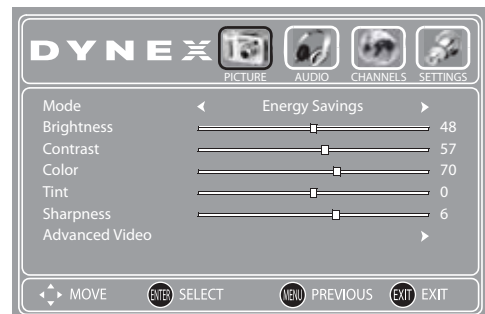 DYNEX
PICTURE AUDIO CHANNELS SETTINGS
Mode Energy Savings
Brightness 48
Contrast 57
Color 70
Tint 0
Sharpness 6
Advanced Video
MOVE ENTER SELECT MENU PREVIOUS EXIT EXIT